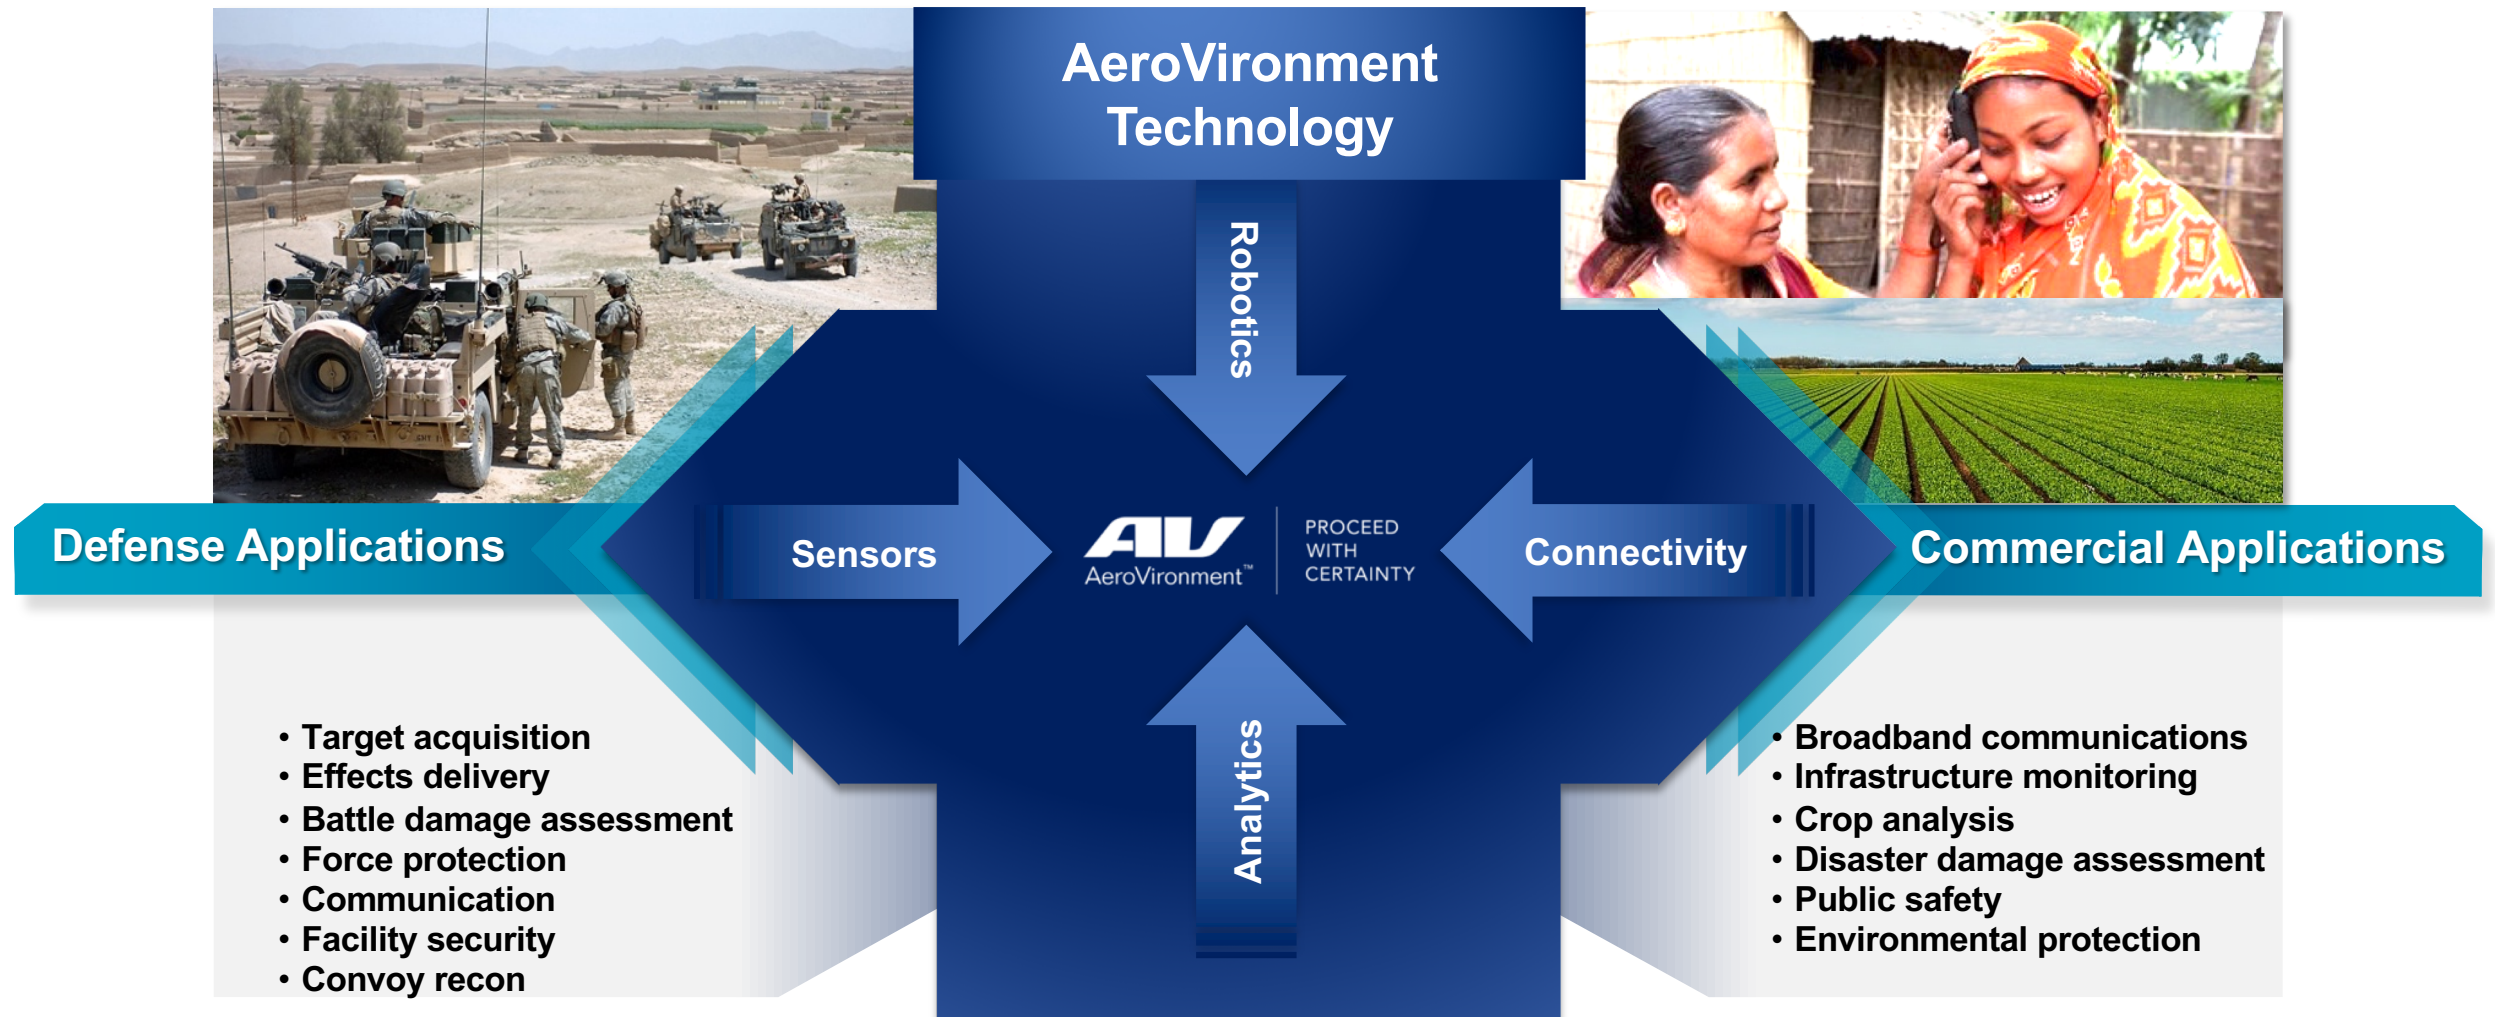 AeroVironment
Technology
Robotics
Defense Applications
Sensors
AV
AeroVironment™
PROCEED
WITH
CERTAINTY
Connectivity
Commercial Applications
Analytics
• Target acquisition
• Effects delivery
• Battle damage assessment
• Force protection
• Communication
• Facility security
• Convoy recon
• Broadband communications
• Infrastructure monitoring
• Crop analysis
• Disaster damage assessment
• Public safety
• Environmental protection